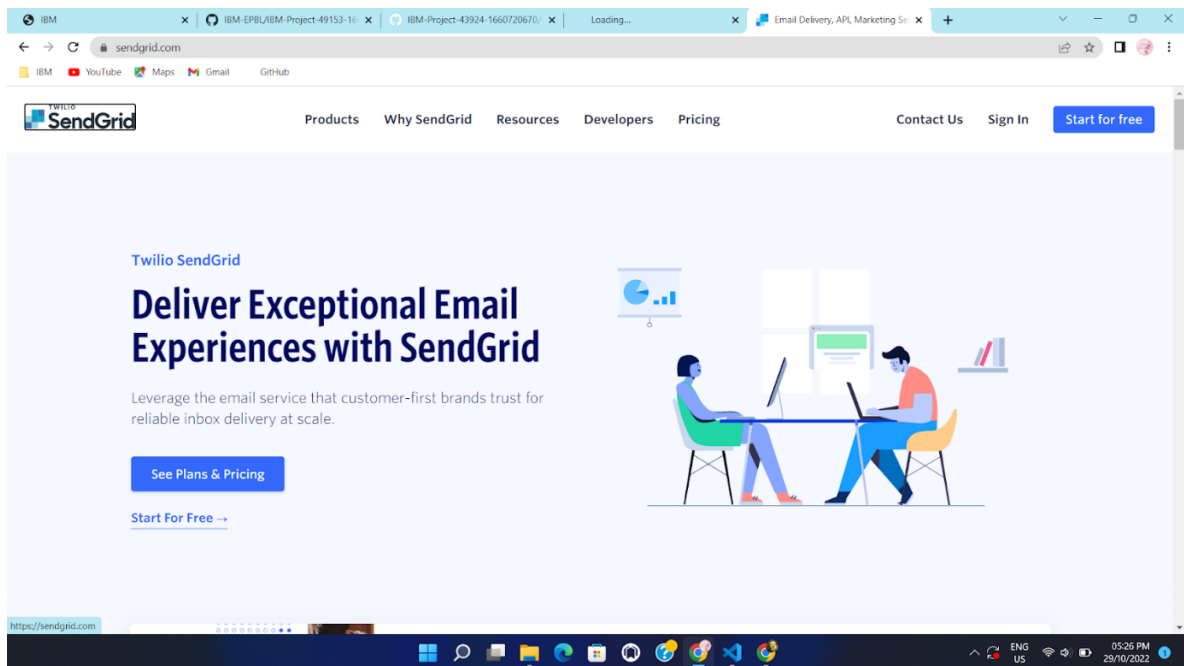 IBM
IBM-EPBL/IBM-Project-49153-16
IBM-Project-43924-1660720670/
Loading...
Email Delivery, API, Marketing Se
sendgrid.com
IBM
YouTube
Maps
Gmail
GitHub
TWILIO
SendGrid
Products
Why SendGrid
Resources
Developers
Pricing
Contact Us
Sign In
Start for free
Twilio SendGrid
Deliver Exceptional Email
Experiences with SendGrid
Leverage the email service that customer-first brands trust for
reliable inbox delivery at scale.
See Plans & Pricing
Start For Free →
https://sendgrid.com
ENG
US
05:26 PM
29/10/2022
1